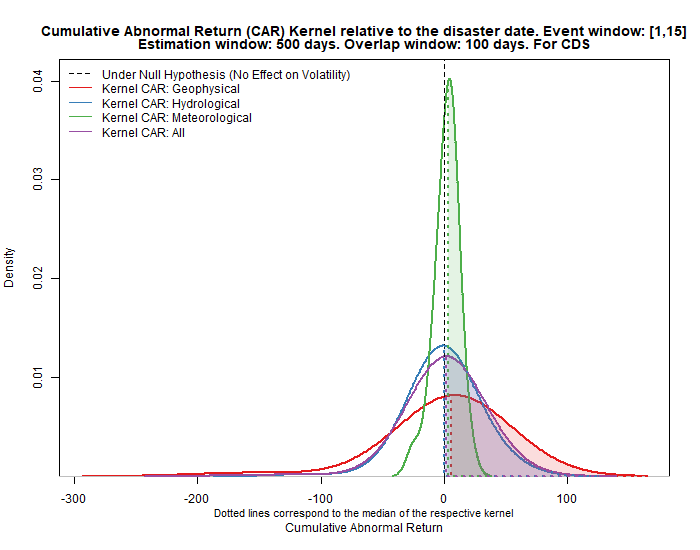 Cumulative Abnormal Return (CAR) Kernel relative to the disaster date. Event window: [1,15]
Estimation window: 500 days. Overlap window: 100 days. For CDS
Under Null Hypothesis (No Effect on Volatility)
Kernel CAR: Geophysical
Kernel CAR: Hydrological
Kernel CAR: Meteorological
Kernel CAR: All
0.04
0.03
0.02
0.01
Density
-300
-200
-100
0
100
Dotted lines correspond to the median of the respective kernel
Cumulative Abnormal Return